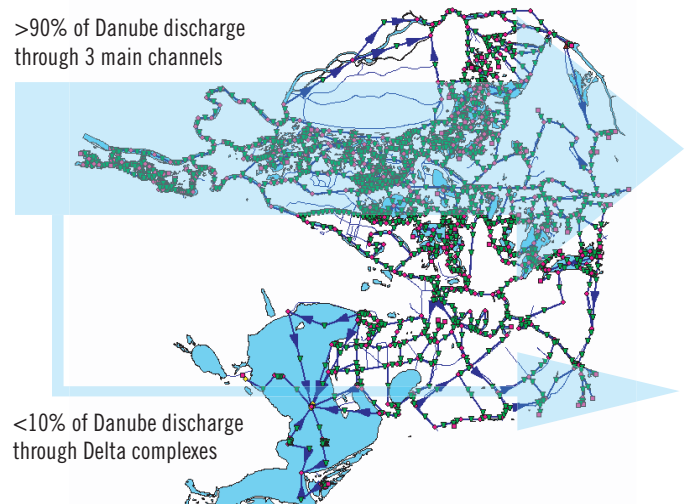 >90% of Danube discharge
through 3 main channels
<10% of Danube discharge
through Delta complexes